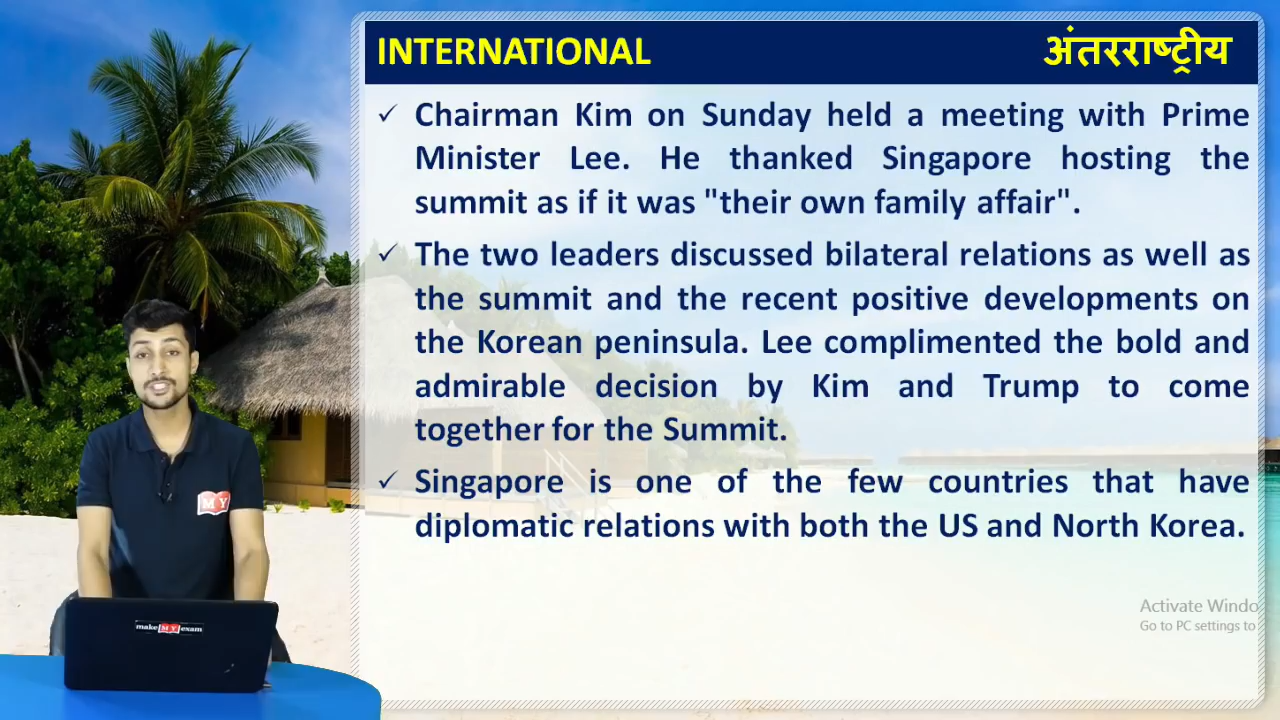 INTERNATIONAL अंतरराष्ट्रीय
✓ Chairman Kim on Sunday held a meeting with Prime
Minister Lee. He thanked Singapore hosting the
summit as if it was "their own family affair".
✓ The two leaders discussed bilateral relations as well as
the summit and the recent positive developments on
the Korean peninsula. Lee complimented the bold and
admirable decision by Kim and Trump to come
together for the Summit.
✓ Singapore is one of the few countries that have
diplomatic relations with both the US and North Korea.
M Y
make MY exam
Activate Windo
Go to PC settings to